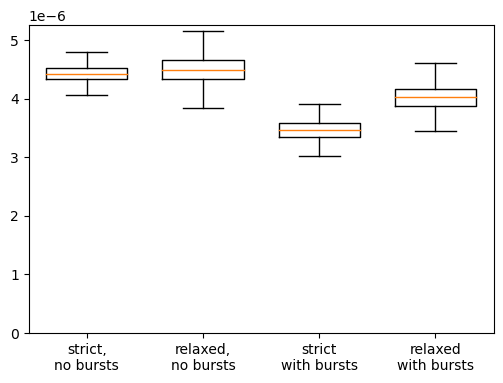 1e−6
5
4
3
2
1
0
strict, relaxed, strict relaxed
no bursts no bursts with bursts with bursts